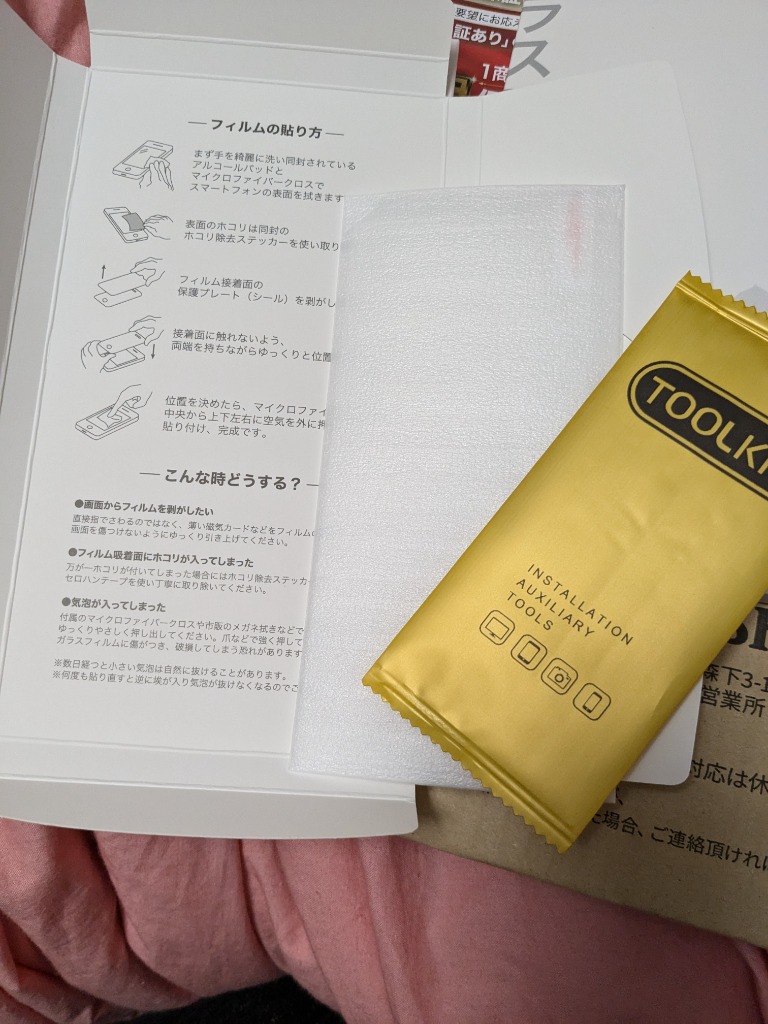 要望にお応え
証あり」
1商
ラ
ス
フィルムの貼り方
まず手を綺麗に洗い同封されている
アルコールパッドと
マイクロファイバークロスで
スマートフォンの表面を拭きます
表面のホコリは同封の
ホコリ除去ステッカーを使い取り
フィルム接着面の
保護プレート（シール）を剥がし
接着面に触れないよう、
両端を持ちながらゆっくりと位置
位置を決めたら、マイクロファイ
中央から上下左右に空気を外に押
貼り付け、完成です。
こんな時どうする？
●画面からフィルムを剥がしたい
直接指でさわるのではなく、薄い磁気カードなどをフィルム
画面を傷つけないようにゆっくり引き上げてください。
●フィルム吸着面にホコリが入ってしまった
万が一ホコリが付いてしまった場合にはホコリ除去ステッカ
セロハンテープを使い丁寧に取り除いてください。
●気泡が入ってしまった
付属のマイクロファイバークロスや市販のメガネ拭きなどで
ゆっくりやさしく押し出してください。爪などで強く押して
ガラスフィルムに傷がつき、破損してしまう恐れがあります
※数日経つと小さい気泡は自然に抜けることがあります。
※何度も貼り直すと逆に埃が入り気泡が抜けなくなるのでご
TOOLKI
INSTALLATION
AUXILIARY
TOOLS
森下3-1
営業所
対応は休
た場合、ご連絡頂けれ